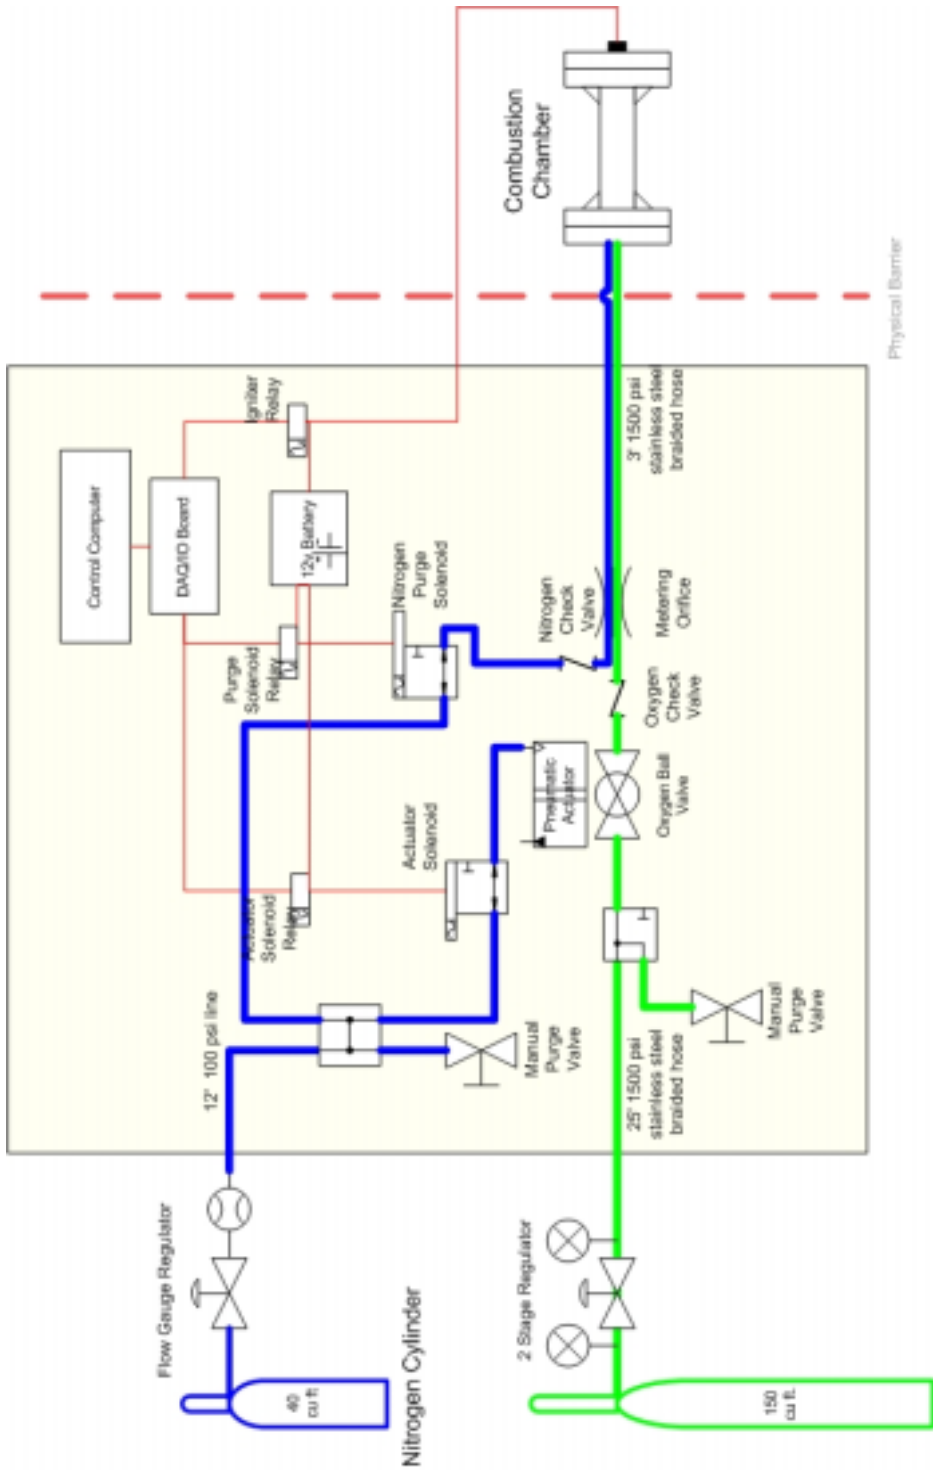 Combustion
Chamber
Physical Barrier
Control Computer
DAQ/IO Board
Igniter
Relay
12v Battery
Purge
Solenoid
Relay
Nitrogen
Purge
Solenoid
Nitrogen
Check
Valve
3' 1500 psi
stainless steel
braided hose
Metering
Orifice
Oxygen
Check
Valve
Actuator
Solenoid
Relay
Actuator
Solenoid
Pneumatic
Actuator
Oxygen Ball
Valve
12' 100 psi line
Manual
Purge
Valve
25' 1500 psi
stainless steel
braided hose
Manual
Purge
Valve
Flow Gauge Regulator
2 Stage Regulator
40
cu ft
Nitrogen Cylinder
150
cu ft.